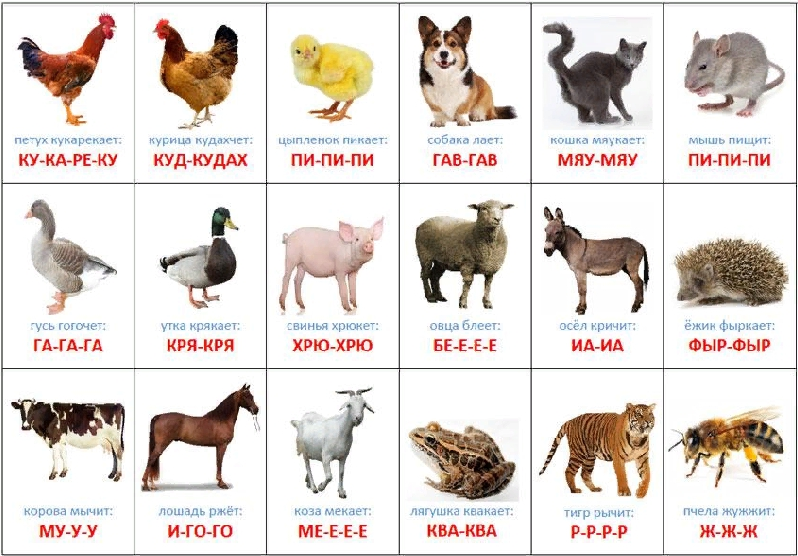 петух кукарекает:
КУ-КА-РЕ-КУ
курица кудахчет:
КУД-КУДАХ
цыпленок пикает:
ПИ-ПИ-ПИ
собака лает:
ГАВ-ГАВ
кошка мяукает:
МЯУ-МЯУ
мышь пищит:
ПИ-ПИ-ПИ
гусь гогочет:
ГА-ГА-ГА
утка крякает:
КРЯ-КРЯ
свинья хрюкет:
ХРЮ-ХРЮ
овца блеет:
БЕ-Е-Е-Е
осёл кричит:
ИА-ИА
ёжик фыркает:
ФЫР-ФЫР
корова мычит:
МУ-У-У
лошадь ржёт:
И-ГО-ГО
коза мекает:
МЕ-Е-Е-Е
лягушка квакает:
КВА-КВА
тигр рычит:
Р-Р-Р-Р
пчела жужжит:
Ж-Ж-Ж